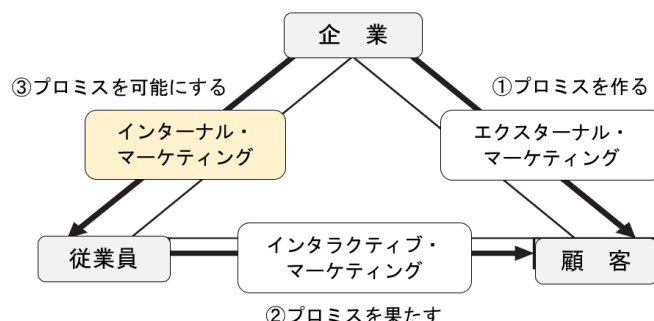 企　業
③プロミスを可能にする
①プロミスを作る
インターナル・
マーケティング
エクスターナル・
マーケティング
従業員
インタラクティブ・
マーケティング
顧　客
②プロミスを果たす